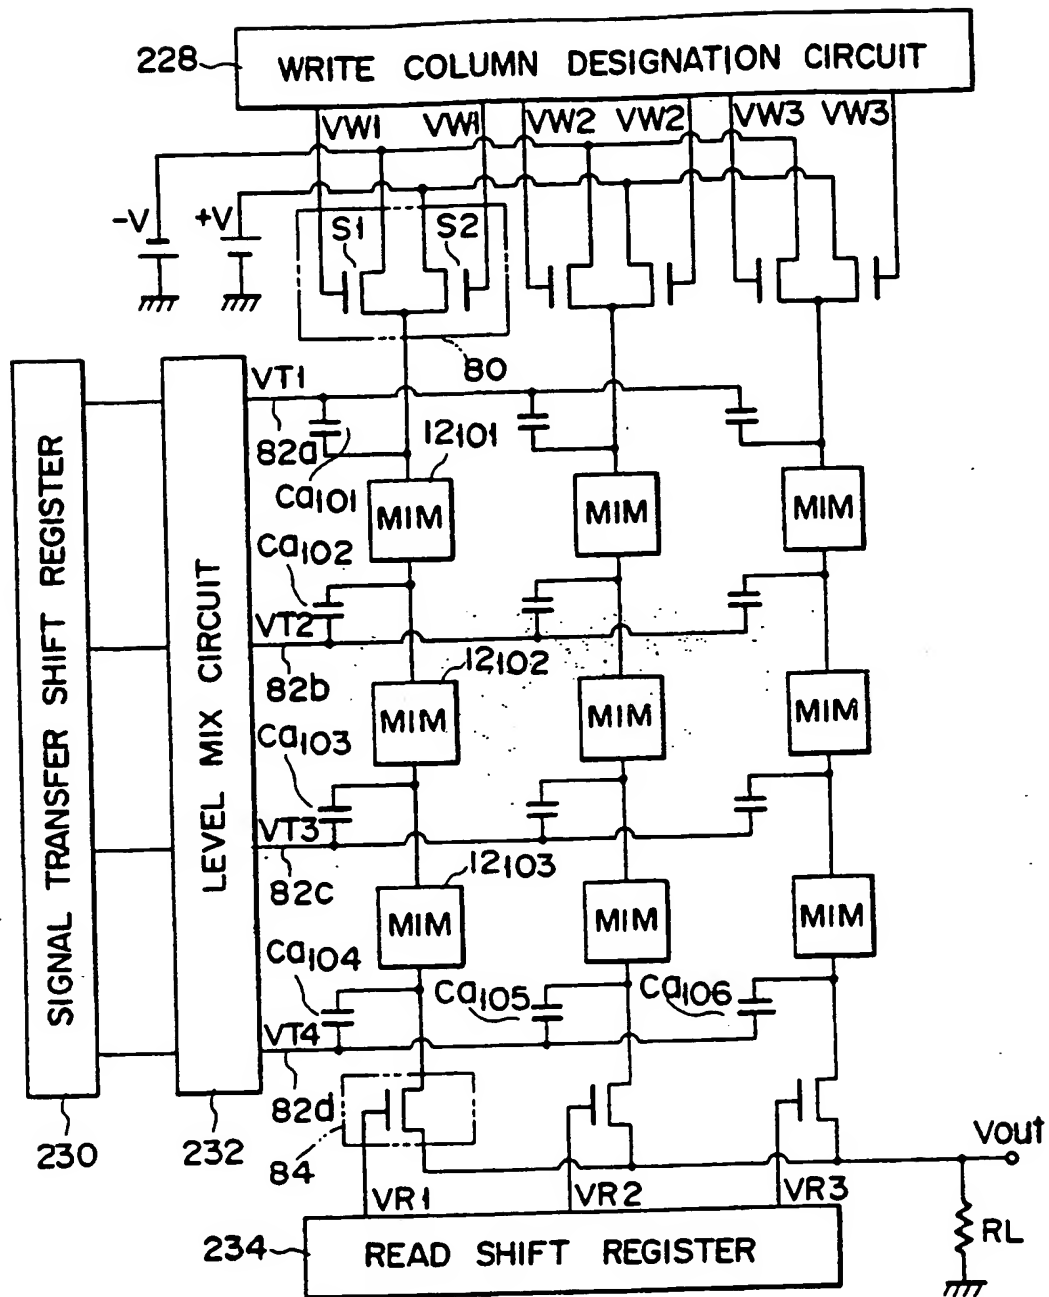 228
WRITE COLUMN DESIGNATION CIRCUIT
VW1 VW1 VW2 VW2 VW3 VW3
-V +V
S1 S2
80
VT1
82a
Ca101
12101
MIM MIM MIM
Ca102
VT2
82b
12102
MIM MIM MIM
Ca103
VT3
82c
12103
MIM MIM MIM
Ca104
Ca105
Ca106
VT4
82d
SIGNAL TRANSFER SHIFT REGISTER
LEVEL MIX CIRCUIT
230
232
84
Vout
VR1 VR2 VR3
RL
234
READ SHIFT REGISTER